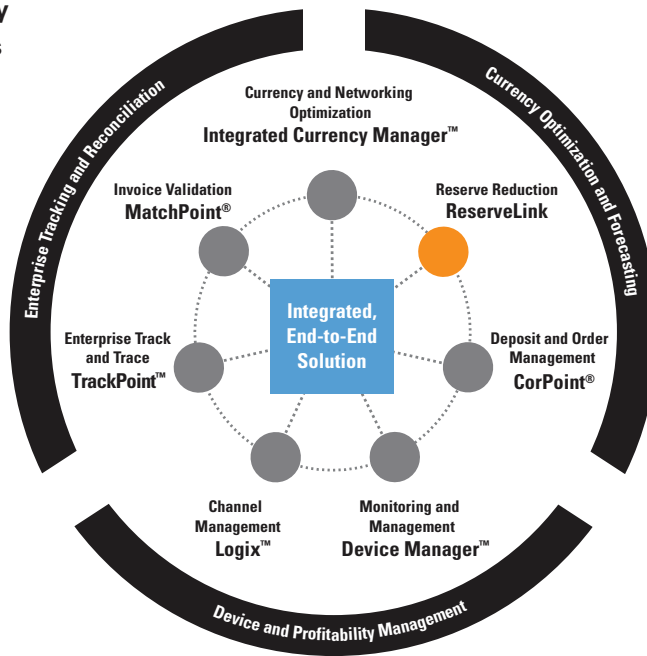 y
s
Enterprise Tracking and Reconciliation
Currency Optimization and Forecasting
Currency and Networking
Optimization
Integrated Currency Manager™
Invoice Validation
MatchPoint®
Reserve Reduction
ReserveLink
Integrated,
End-to-End
Solution
Enterprise Track
and Trace
TrackPoint™
Deposit and Order
Management
CorPoint®
Channel
Management
Logix™
Monitoring and
Management
Device Manager™
Device and Profitability Management